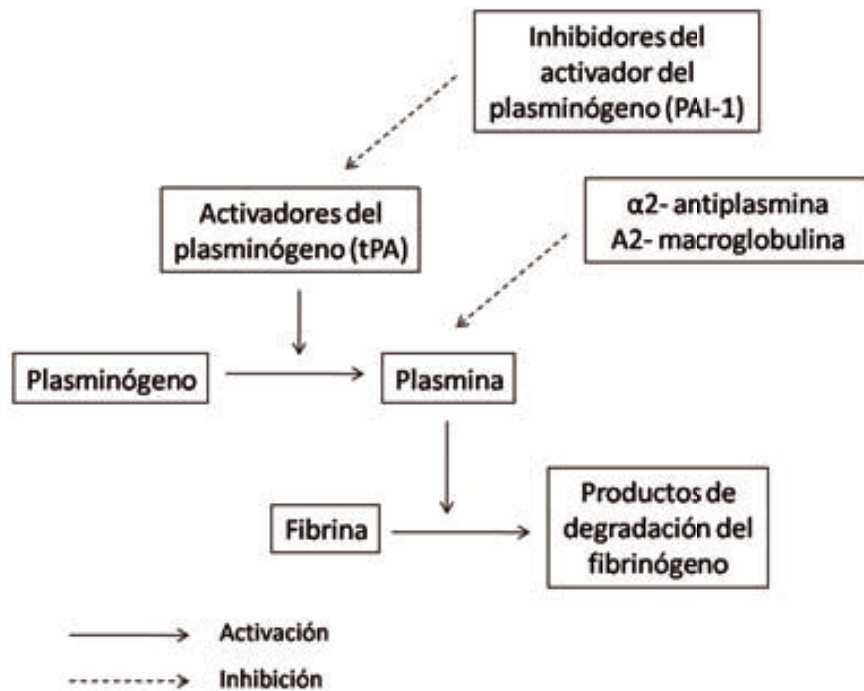 Inhibidores del
activador del
plasminógeno (PAI-1)
Activadores del
plasminógeno (tPA)
α2- antiplasmina
A2- macroglobulina
Plasminógeno
Plasmina
Fibrina
Productos de
degradación del
fibrinógeno
Activación
Inhibición